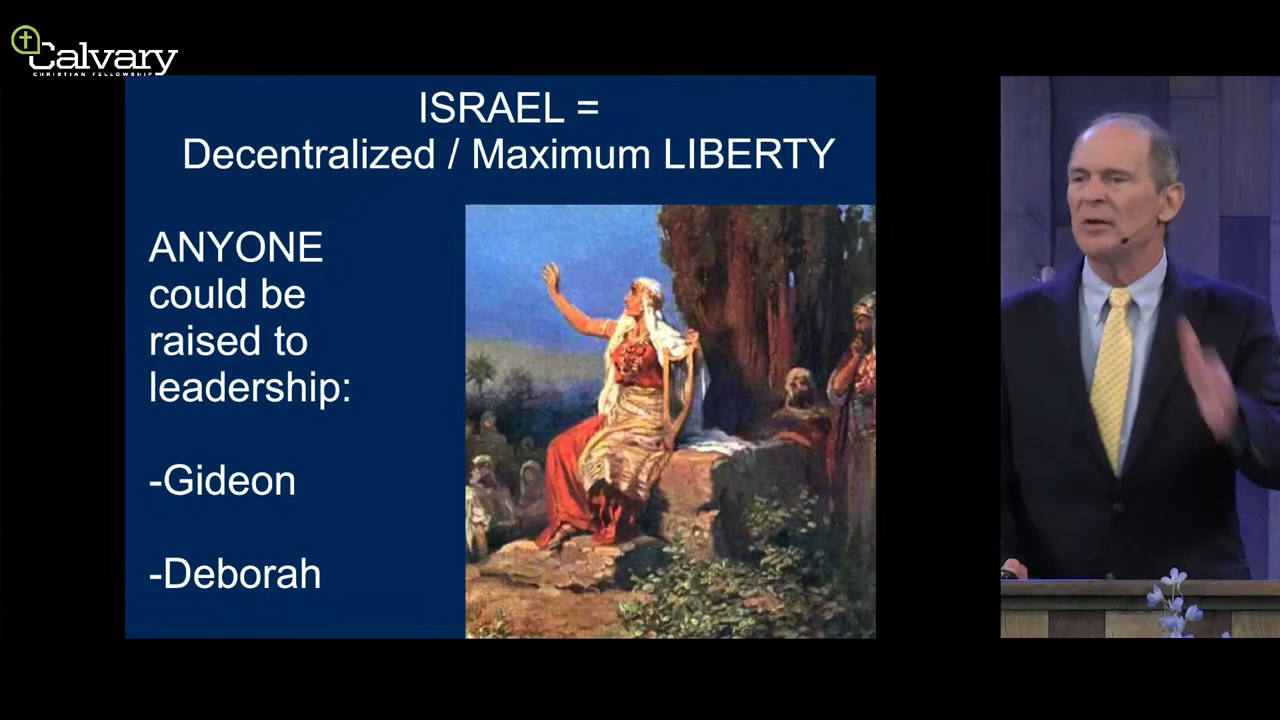 Calvary
CHRISTIAN FELLOWSHIP
ISRAEL =
Decentralized / Maximum LIBERTY
ANYONE
could be
raised to
leadership:
-Gideon
-Deborah